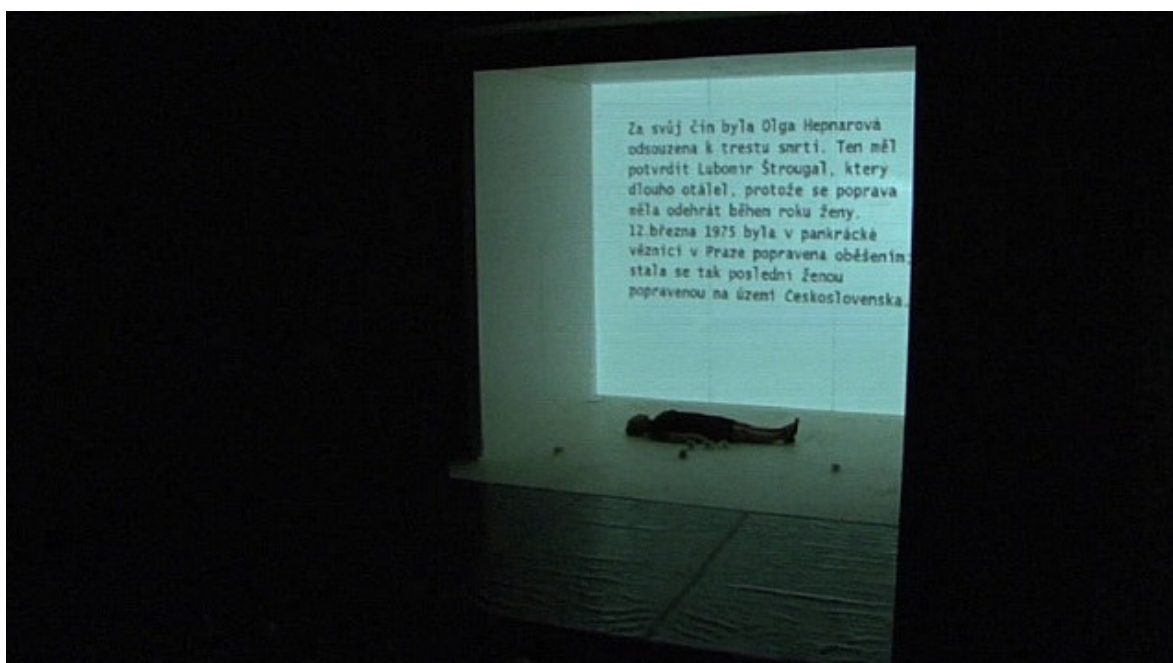 Za svůj čin byla Olga Hepnarová
odsouzena k trestu smrti. Ten měl
potvrdit Lubomír Štrougal, ktery
dlouho otálel, protože se poprava
měla odehrát během roku ženy.
12.března 1975 byla v pankrácké
věznici v Praze popravena oběšením;
stala se tak poslední ženou
popravenou na území Československa.